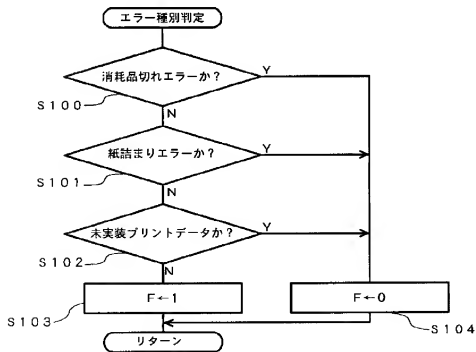 エラー種別判定
消耗品切れエラーか?
Y
S100
N
紙詰まりエラーか?
Y
S101
N
未実装プリントデータか?
Y
S102
N
F←1
F←0
S103
S104
リターン